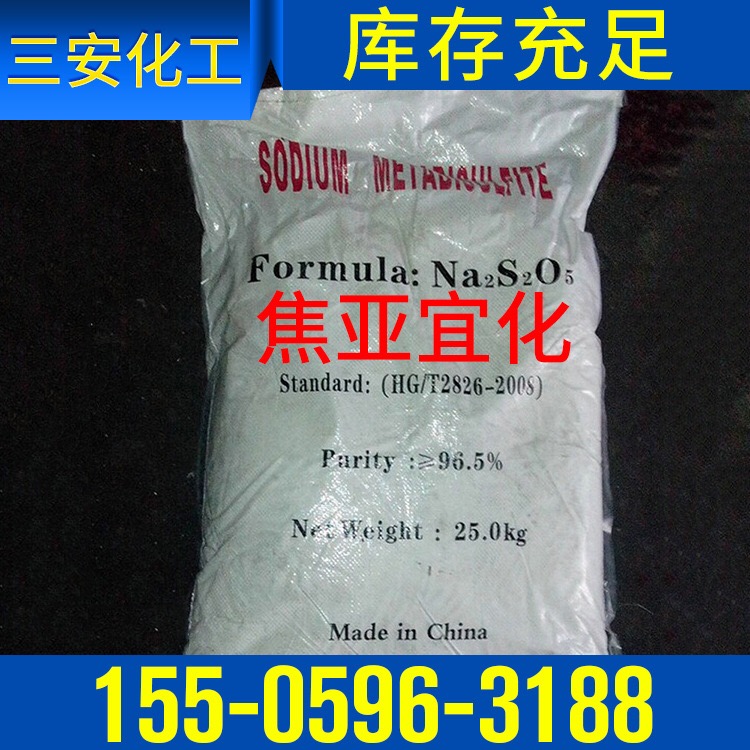 三安化工
库存充足
SODIUM METABISULFITE
Formula: Na₂S₂O₅
焦亚宜化
Standard: (HG/T2826-2008)
Purity :≥96.5%
Net Weight : 25.0kg
Made in China
155-0596-3188